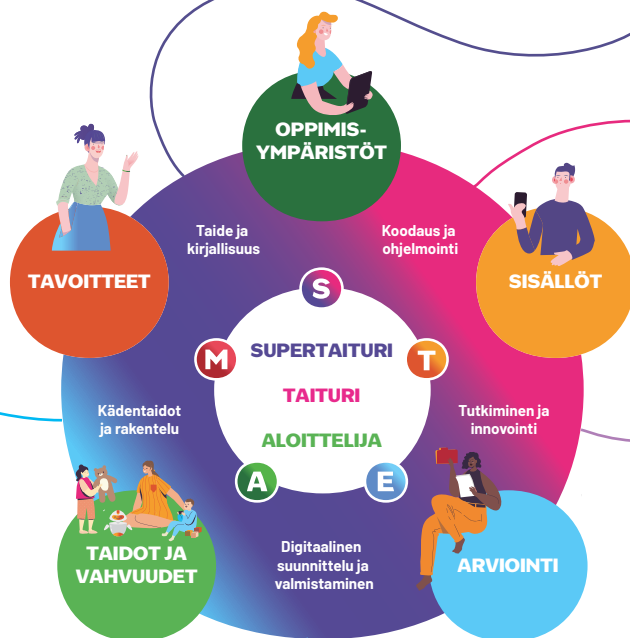 OPPIMIS-
YMPÄRISTÖT
Taide ja
kirjallisuus
Koodaus ja
ohjelmointi
TAVOITTEET
SISÄLLÖT
S
M
T
SUPERTAITURI
TAITURI
ALOITTELIJA
Kädentaidot
ja rakentelu
Tutkiminen ja
innovointi
A
E
TAIDOT JA
VAHVUUDET
Digitaalinen
suunnittelu ja
valmistaminen
ARVIOINTI